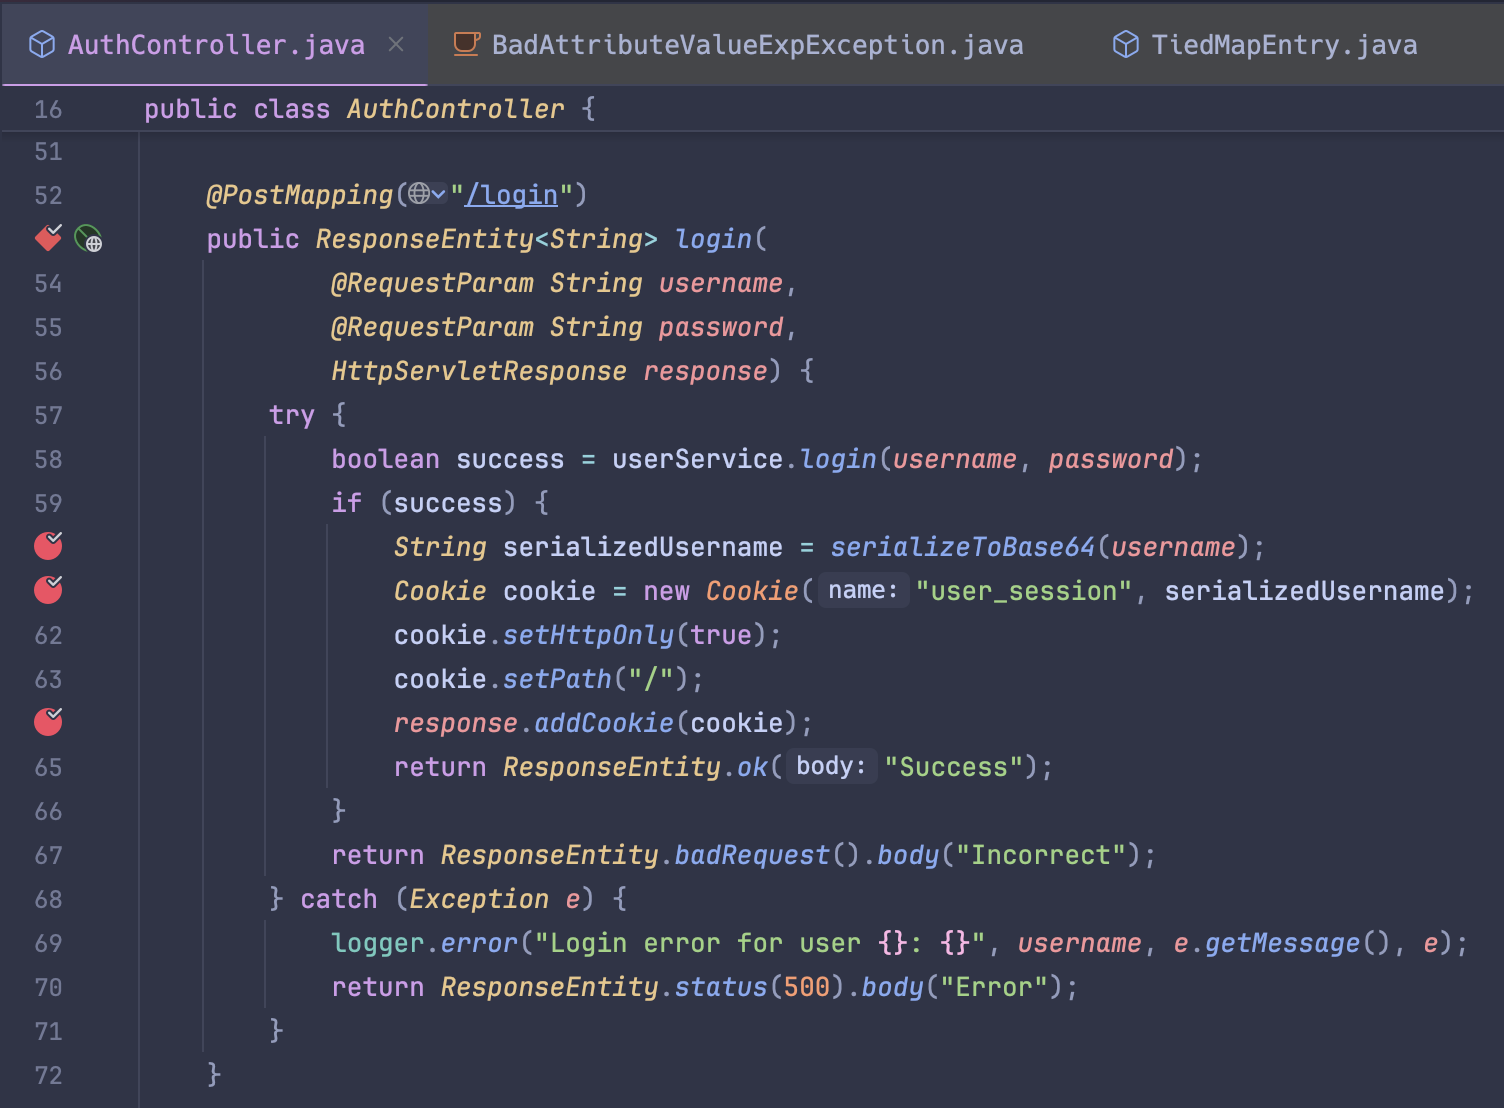 AuthController.java × BadAttributeValueExpException.java TiedMapEntry.java
16 public class AuthController {
51
52 @PostMapping("/login")
public ResponseEntity<String> login(
54 @RequestParam String username,
55 @RequestParam String password,
56 HttpServletResponse response) {
57 try {
58 boolean success = userService.login(username, password);
59 if (success) {
String serializedUsername = serializeToBase64(username);
Cookie cookie = new Cookie( name: "user_session", serializedUsername);
62 cookie.setHttpOnly(true);
63 cookie.setPath("/");
response.addCookie(cookie);
65 return ResponseEntity.ok( body: "Success");
66 }
67 return ResponseEntity.badRequest().body("Incorrect");
68 } catch (Exception e) {
69 logger.error("Login error for user {}: {}", username, e.getMessage(), e);
70 return ResponseEntity.status(500).body("Error");
71 }
72 }